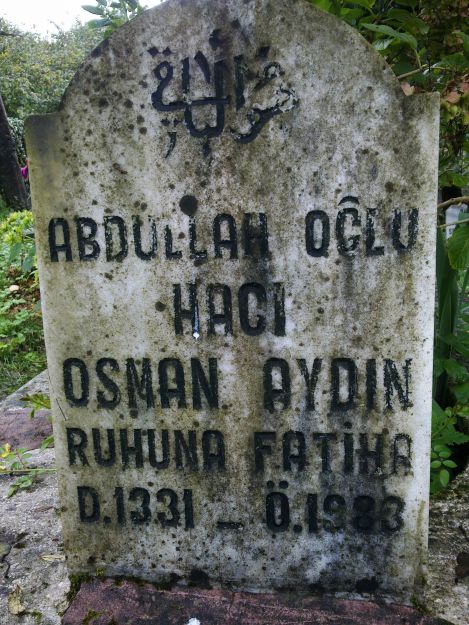 هو الباقي
ABDULLAH OĞLU
HACI
OSMAN AYDIN
RUHUNA FATİHA
D.1331 - Ö.1983